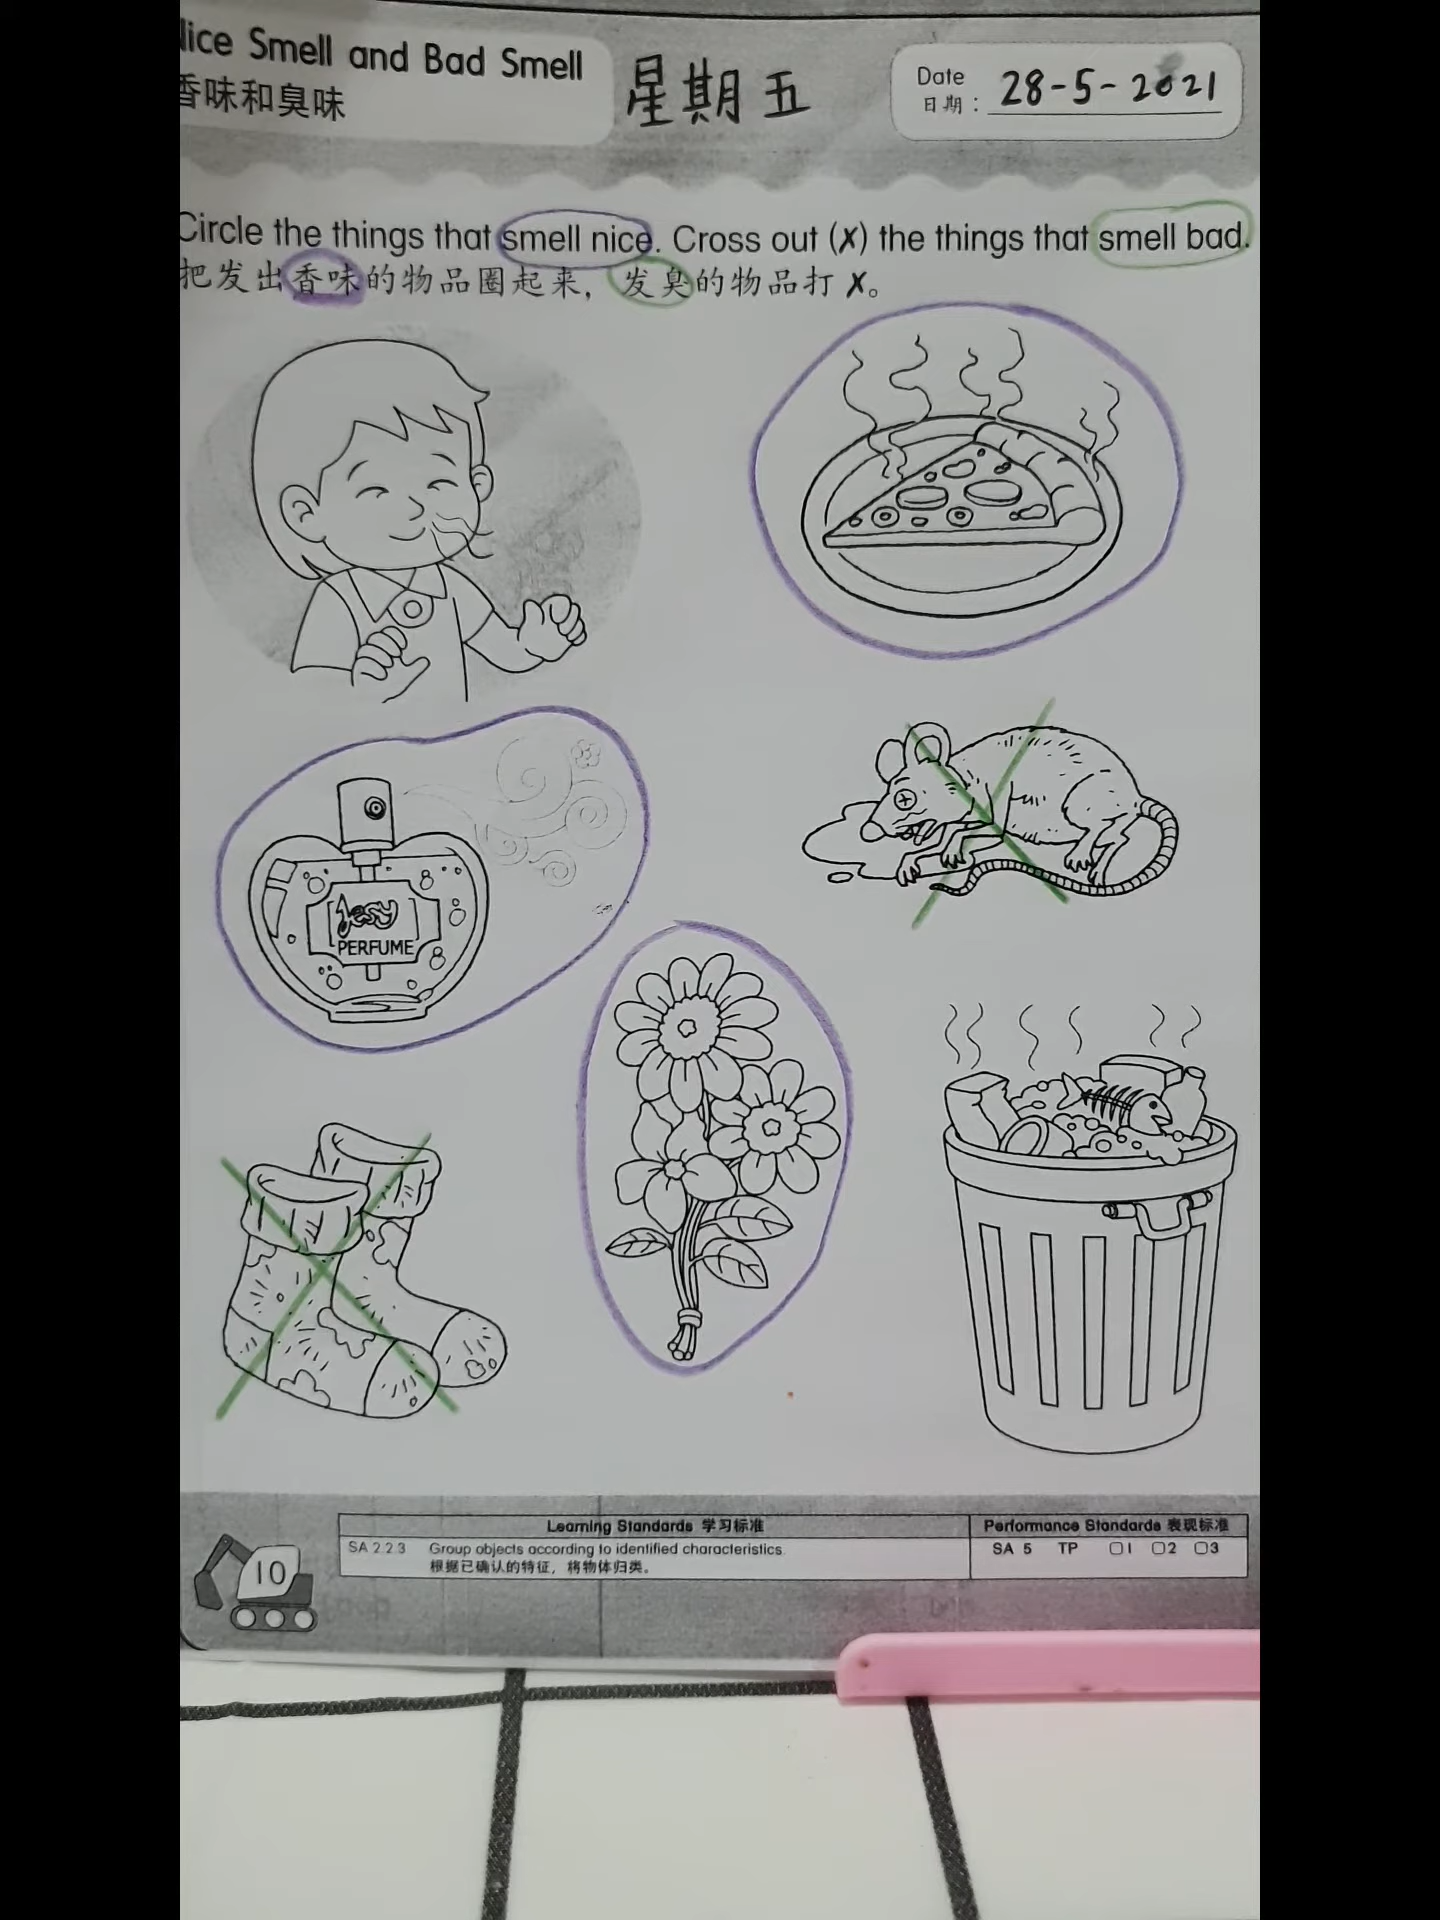 Nice Smell and Bad Smell
香味和臭味
星期五
Date
日期： 28-5-2021
Circle the things that smell nice. Cross out (✗) the things that smell bad.
把发出香味的物品圈起来，发臭的物品打 ✗。
Jesy
PERFUME
10
Learning Standards 学习标准
SA 2.2.3 Group objects according to identified characteristics.
根据已确认的特征，将物体归类。
Performance Standards 表现标准
SA 5 TP ▢1 ▢2 ▢3